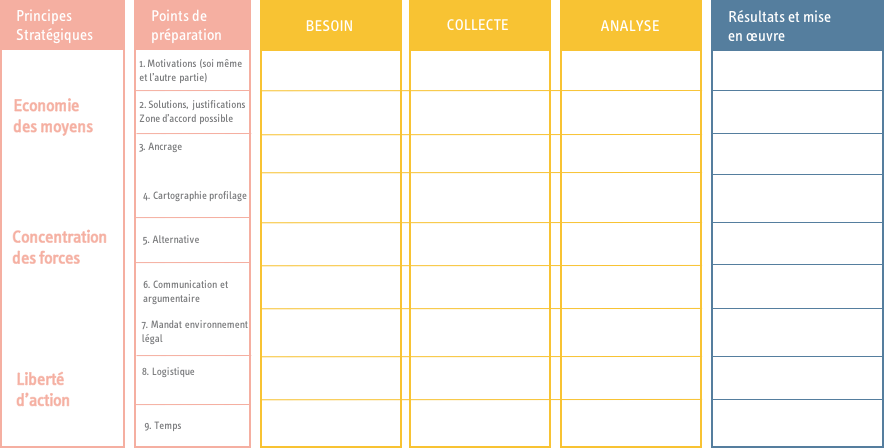 Principes
Stratégiques
Points de
préparation
BESOIN
COLLECTE
ANALYSE
Résultats et mise
en œuvre
Economie
des moyens
Concentration
des forces
Liberté
d'action
1. Motivations (soi même
et l'autre partie)
2. Solutions, justifications
Zone d'accord possible
3. Ancrage
4. Cartographie profilage
5. Alternative
6. Communication et
argumentaire
7. Mandat environnement
légal
8. Logistique
9. Temps